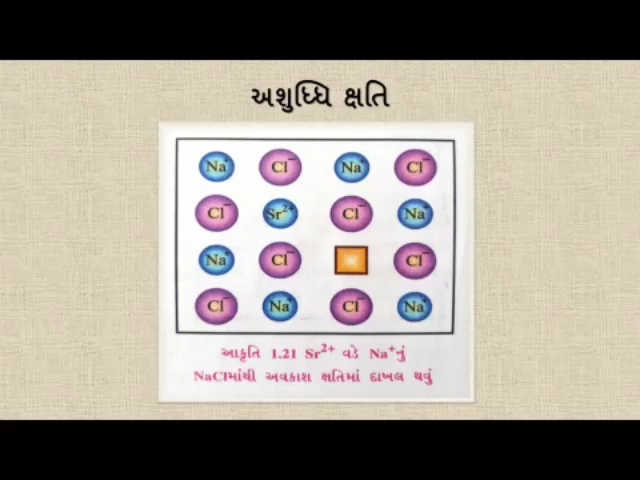 અશુધ્ધિ ક્ષતિ
Na⁺ Cl⁻ Na⁺ Cl⁻
Cl⁻ Sr²⁺ Cl⁻ Na⁺
Na⁺ Cl⁻ Cl⁻
Cl⁻ Na⁺ Cl⁻ Na⁺
આકૃતિ 1.21 Sr²⁺ વડે Na⁺નું
NaClમાંથી અવકાશ ક્ષતિમાં દાખલ થવું